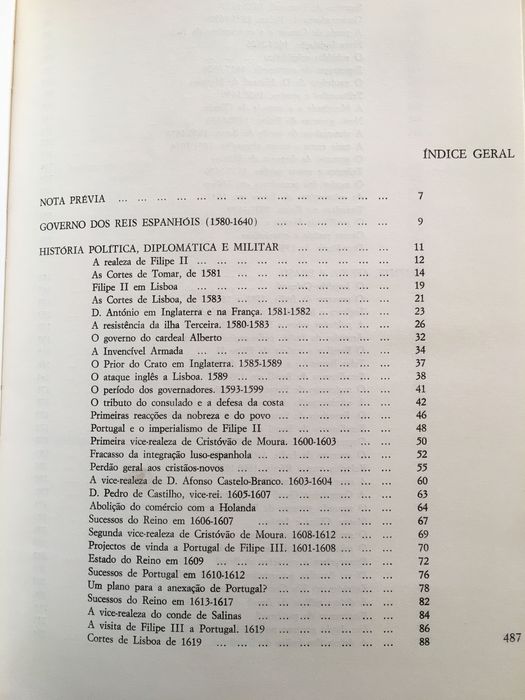 ÍNDICE GERAL
NOTA PRÉVIA ... ... ... ... ... ... ... ... ... ... ... ... ... ... ... 7
GOVERNO DOS REIS ESPANHÓIS (1580-1640) ... ... ... ... ... ... 9
HISTÓRIA POLÍTICA, DIPLOMÁTICA E MILITAR ... ... ... ... ... 11
A realeza de Filipe II ... ... ... ... ... ... ... ... ... ... 12
As Cortes de Tomar, de 1581 ... ... ... ... ... ... ... ... 14
Filipe II em Lisboa ... ... ... ... ... ... ... ... ... ... 19
As Cortes de Lisboa, de 1583 ... ... ... ... ... ... ... ... 21
D. António em Inglaterra e na França. 1581-1582 ... ... ... ... 23
A resistência da ilha Terceira. 1580-1583 ... ... ... ... ... ... 26
O governo do cardeal Alberto ... ... ... ... ... ... ... ... 32
A Invencível Armada ... ... ... ... ... ... ... ... ... ... 34
O Prior do Crato em Inglaterra. 1585-1589 ... ... ... ... ... 37
O ataque inglês a Lisboa. 1589 ... ... ... ... ... ... ... ... 38
O período dos governadores. 1593-1599 ... ... ... ... ... ... 41
O tributo do consulado e a defesa da costa ... ... ... ... ... 42
Primeiras reacções da nobreza e do povo ... ... ... ... ... ... 46
Portugal e o imperialismo de Filipe II ... ... ... ... ... ... 48
Primeira vice-realeza de Cristóvão de Moura. 1600-1603 ... ... 50
Fracasso da integração luso-espanhola ... ... ... ... ... ... ... 52
Perdão geral aos cristãos-novos ... ... ... ... ... ... ... ... 55
A vice-realeza de D. Afonso Castelo-Branco. 1603-1604 ... ... ... 60
D. Pedro de Castilho, vice-rei. 1605-1607 ... ... ... ... ... ... 63
Abolição do comércio com a Holanda ... ... ... ... ... ... 64
Sucessos do Reino em 1606-1607 ... ... ... ... ... ... ... 67
Segunda vice-realeza de Cristóvão de Moura. 1608-1612 ... ... ... 69
Projectos de vinda a Portugal de Filipe III. 1601-1608 ... ... ... 70
Estado do Reino em 1609 ... ... ... ... ... ... ... ... ... 72
Sucessos de Portugal em 1610-1612 ... ... ... ... ... ... ... 76
Um plano para a anexação de Portugal? ... ... ... ... ... ... 78
Sucessos do Reino em 1613-1617 ... ... ... ... ... ... ... 82
A vice-realeza do conde de Salinas ... ... ... ... ... ... ... 84
A visita de Filipe III a Portugal. 1619 ... ... ... ... ... ... 86
Cortes de Lisboa de 1619 ... ... ... ... ... ... ... ... ... 88
487